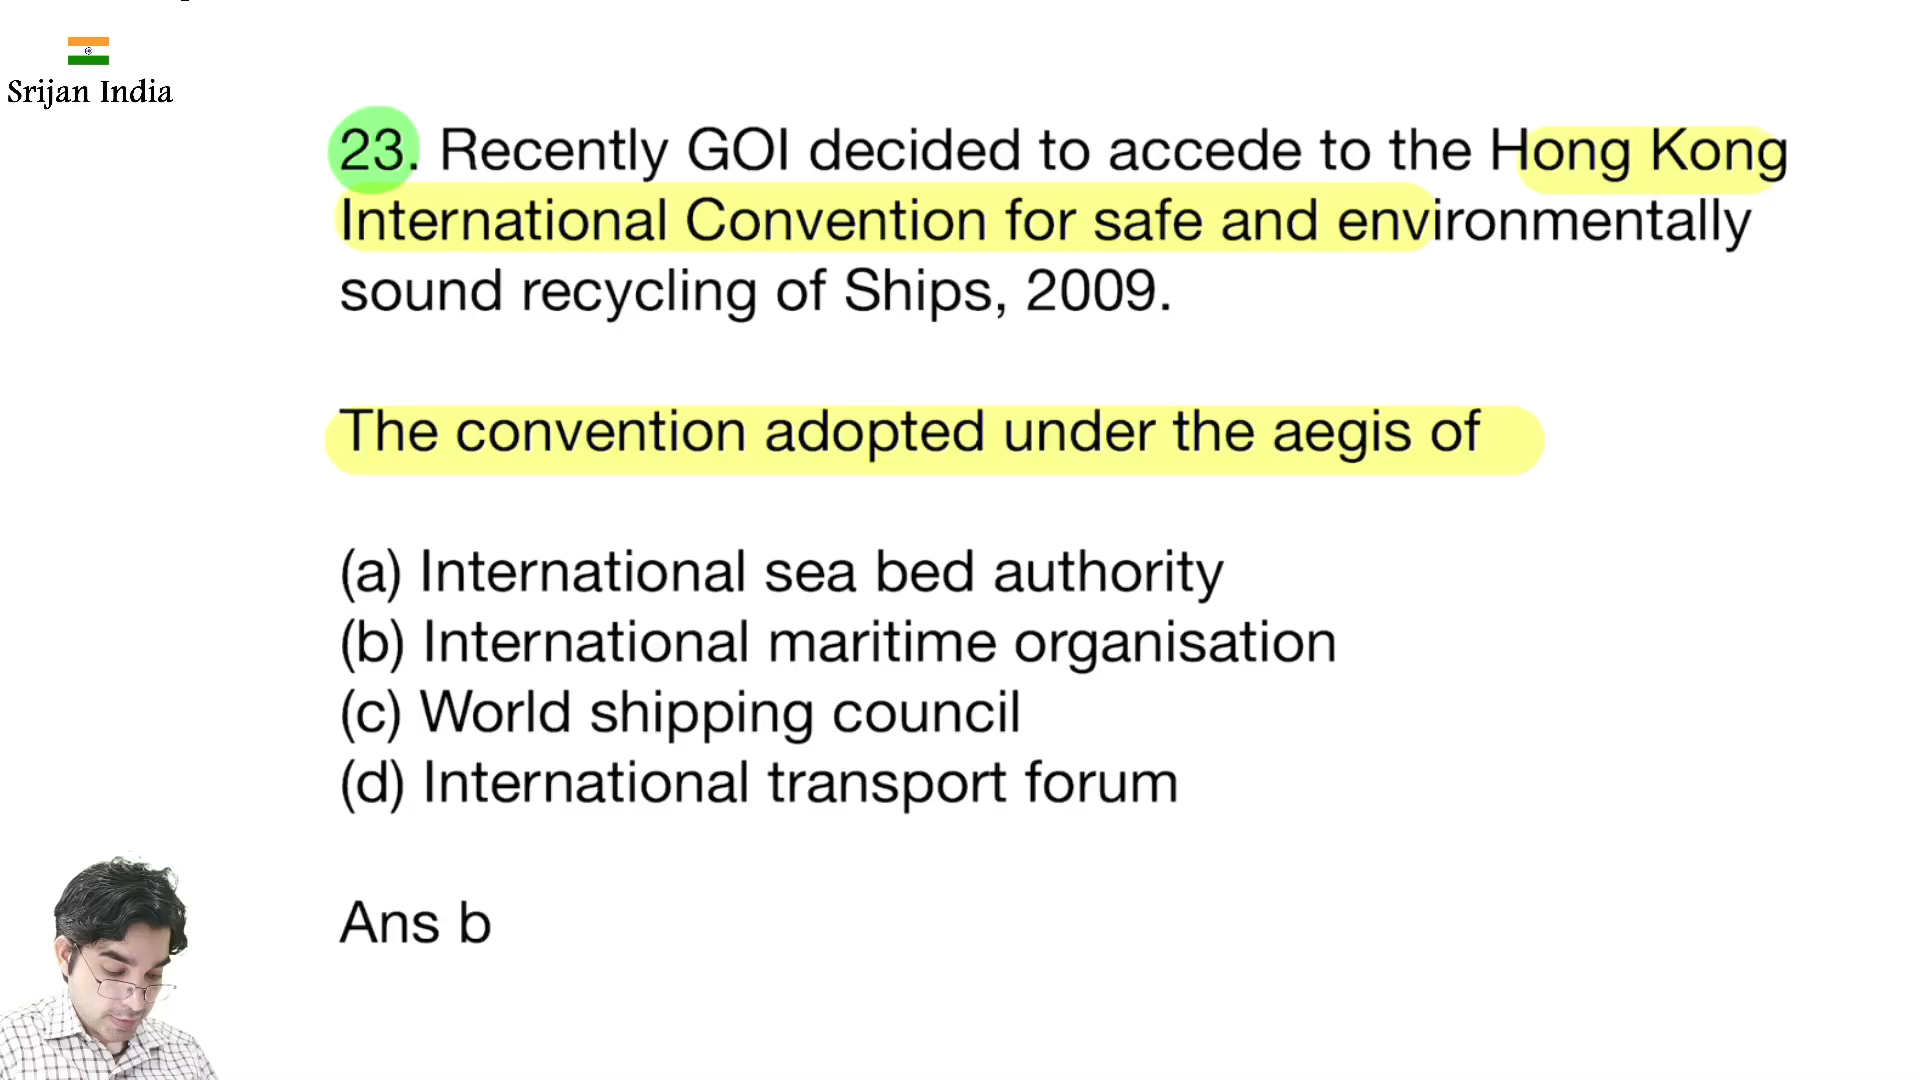 Srijan India
23. Recently GOI decided to accede to the Hong Kong
International Convention for safe and environmentally
sound recycling of Ships, 2009.
The convention adopted under the aegis of
(a) International sea bed authority
(b) International maritime organisation
(c) World shipping council
(d) International transport forum
Ans b